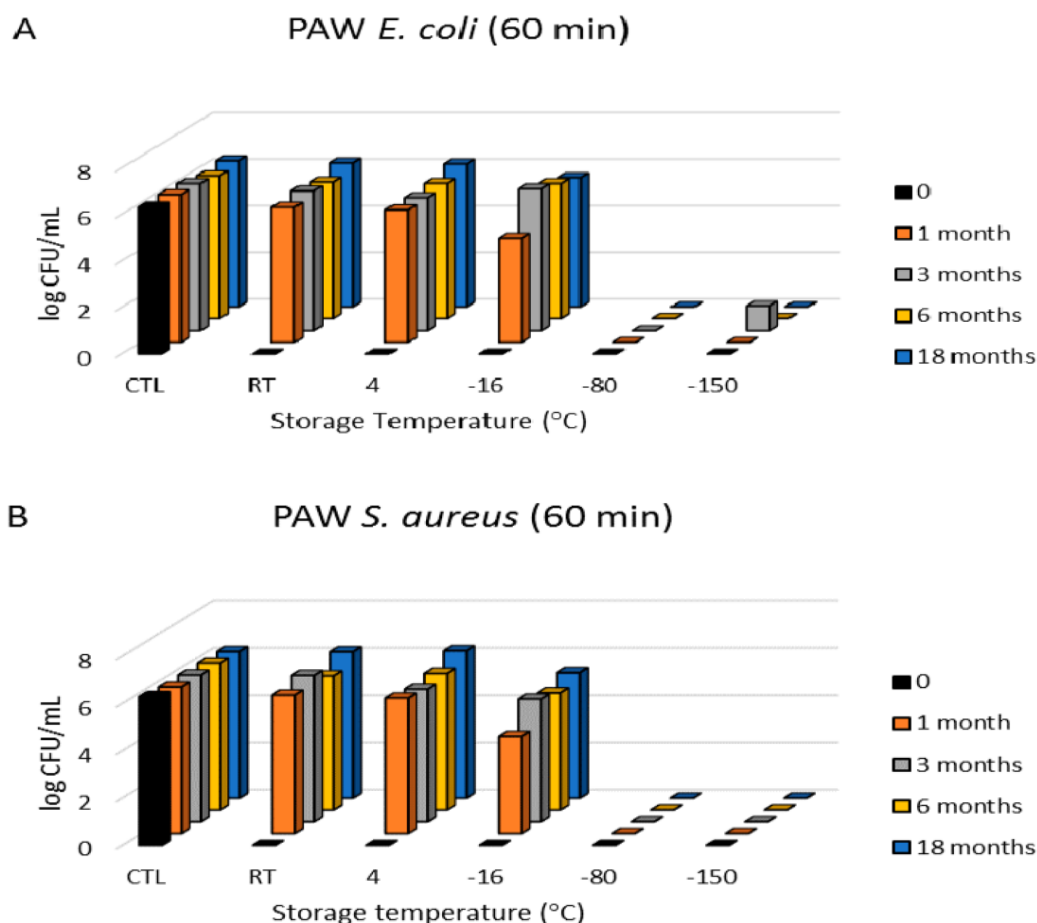 A
PAW E. coli (60 min)
8
6
4
2
0
log CFU/mL
CTL RT 4 -16 -80 -150
Storage Temperature (°C)
0
1 month
3 months
6 months
18 months
B
PAW S. aureus (60 min)
8
6
4
2
0
log CFU/mL
CTL RT 4 -16 -80 -150
Storage temperature (°C)
0
1 month
3 months
6 months
18 months